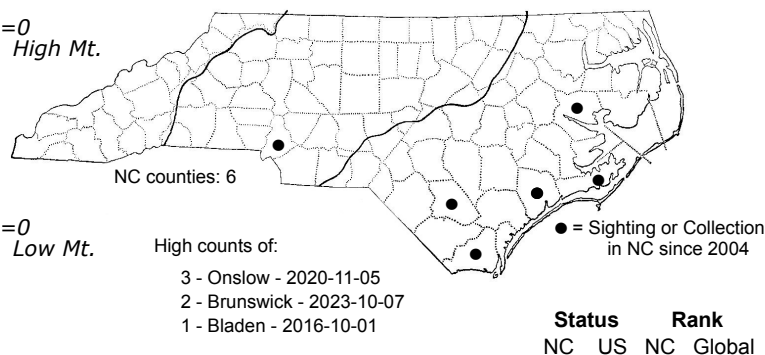 =0
High Mt.
NC counties: 6
=0
Low Mt.
High counts of:
3 - Onslow - 2020-11-05
2 - Brunswick - 2023-10-07
1 - Bladen - 2016-10-01
● = Sighting or Collection
in NC since 2004
Status Rank
NC US NC Global